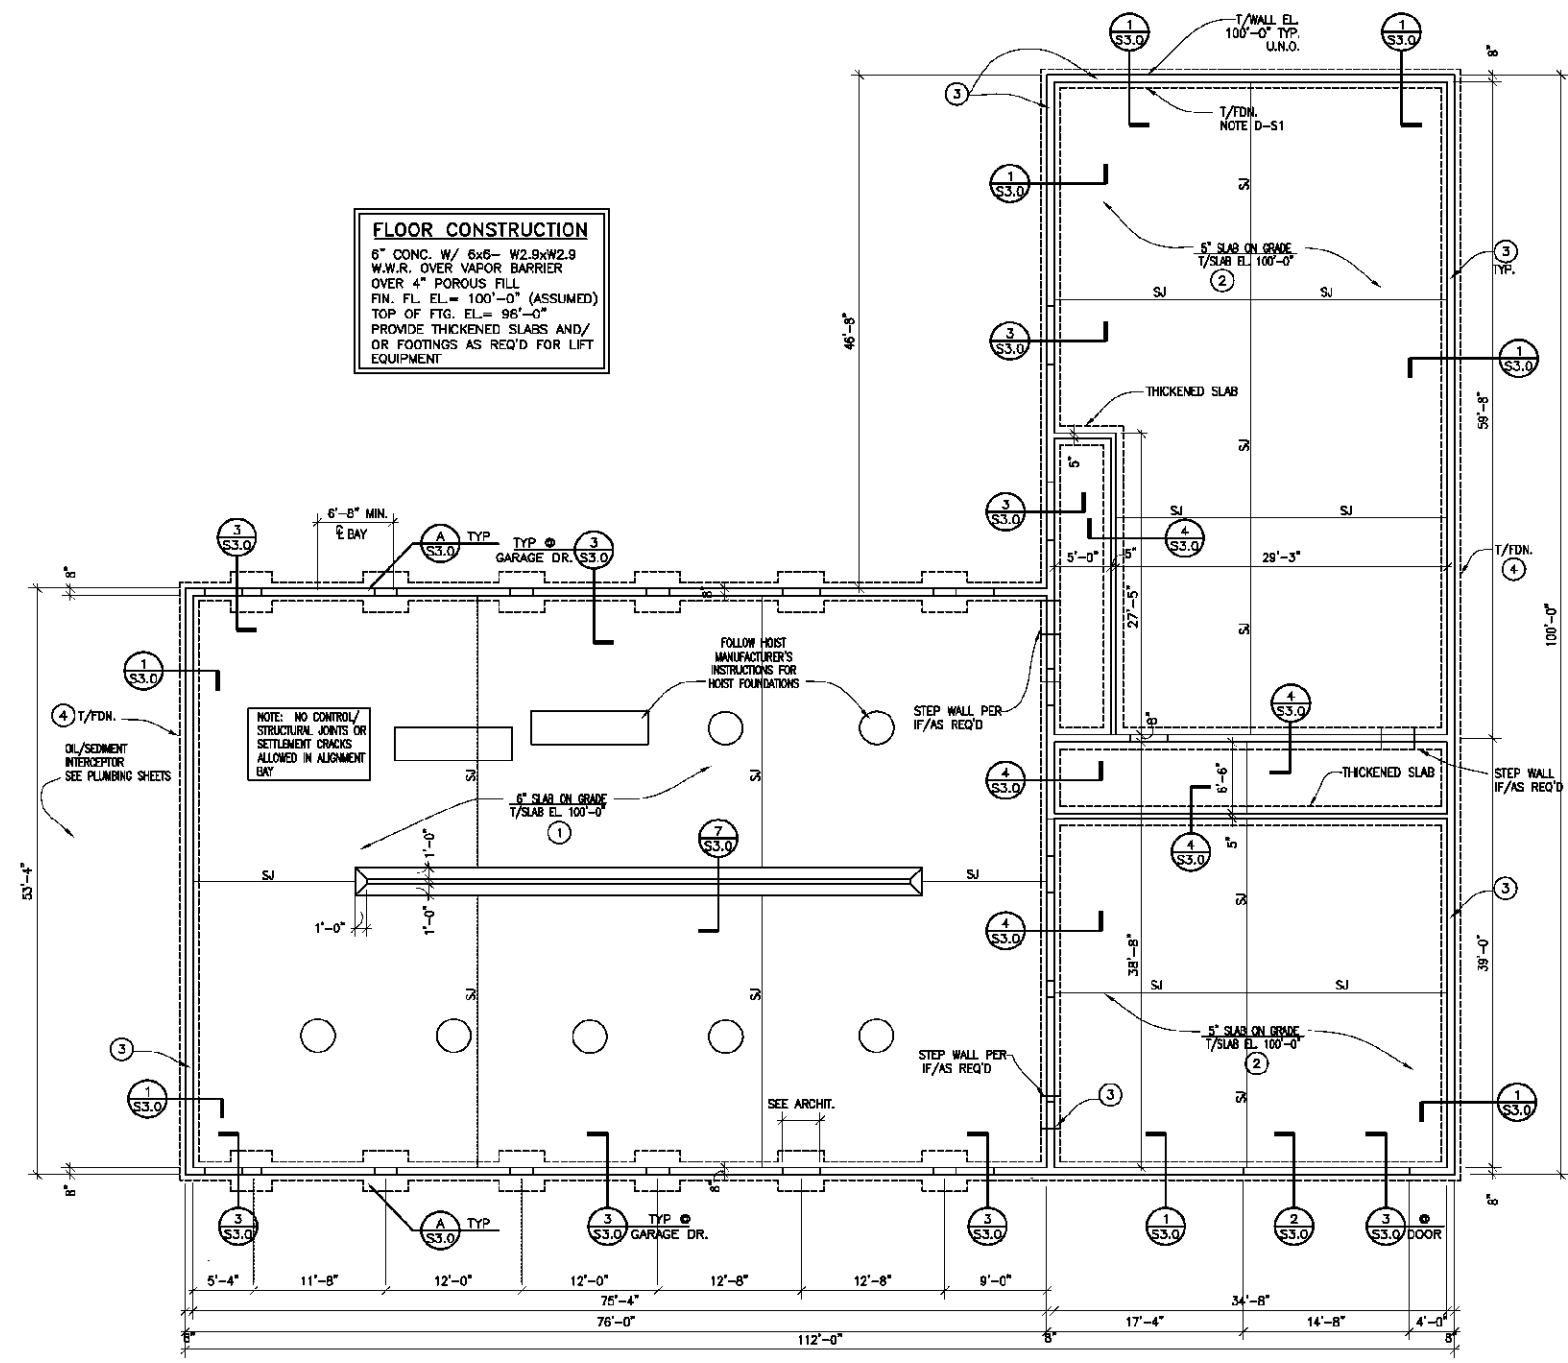 1
S3.0
T/WALL EL.
100'-0" TYP.
U.N.O.
1
S3.0
8"
3
T/FDN.
NOTE D-S1
1
S3.0
SJ
FLOOR CONSTRUCTION
6" CONC. W/ 6x6- W2.9xW2.9
W.W.R. OVER VAPOR BARRIER
OVER 4" POROUS FILL
FIN. FL. EL.= 100'-0" (ASSUMED)
TOP OF FTG. EL.= 96'-0"
PROVIDE THICKENED SLABS AND/
OR FOOTINGS AS REQ'D FOR LIFT
EQUIPMENT
5" SLAB ON GRADE
T/SLAB EL. 100'-0"
2
3
TYP.
SJ
SJ
46'-8"
3
S3.0
1
S3.0
THICKENED SLAB
59'-8"
SJ
5"
3
S3.0
SJ
SJ
4
S3.0
6'-8" MIN.
℄ BAY
3
S3.0
A
S3.0
TYP
TYP @
GARAGE DR.
3
S3.0
5'-0"
5"
29'-3"
T/FDN.
4
8"
8"
27'-5"
SJ
100'-0"
FOLLOW HOIST
MANUFACTURER'S
INSTRUCTIONS FOR
HOIST FOUNDATIONS
1
S3.0
4
T/FDN.
OIL/SEDIMENT
INTERCEPTOR
SEE PLUMBING SHEETS
NOTE: NO CONTROL/
STRUCTURAL JOINTS OR
SETTLEMENT CRACKS
ALLOWED IN ALIGNMENT
BAY
STEP WALL PER
IF/AS REQ'D
4
S3.0
8"
SJ
SJ
4
S3.0
6'-6"
THICKENED SLAB
STEP WALL
IF/AS REQ'D
6" SLAB ON GRADE
T/SLAB EL. 100'-0"
1
7
S3.0
4
S3.0
5"
53'-4"
SJ
1'-0"
SJ
1'-0"
1'-0"
SJ
3
4
S3.0
38'-8"
39'-0"
SJ
SJ
SJ
SJ
5" SLAB ON GRADE
T/SLAB EL. 100'-0"
2
3
STEP WALL PER
IF/AS REQ'D
3
SJ
1
S3.0
SEE ARCHIT.
1
S3.0
8"
8"
8"
3
S3.0
A
S3.0
TYP
3
S3.0
TYP @
GARAGE DR.
3
S3.0
1
S3.0
2
S3.0
3
S3.0
@
DOOR
5'-4"
11'-8"
12'-0"
12'-0"
12'-8"
12'-8"
9'-0"
75'-4"
34'-8"
76'-0"
17'-4"
14'-8"
4'-0"
8"
112'-0"
8"
8"